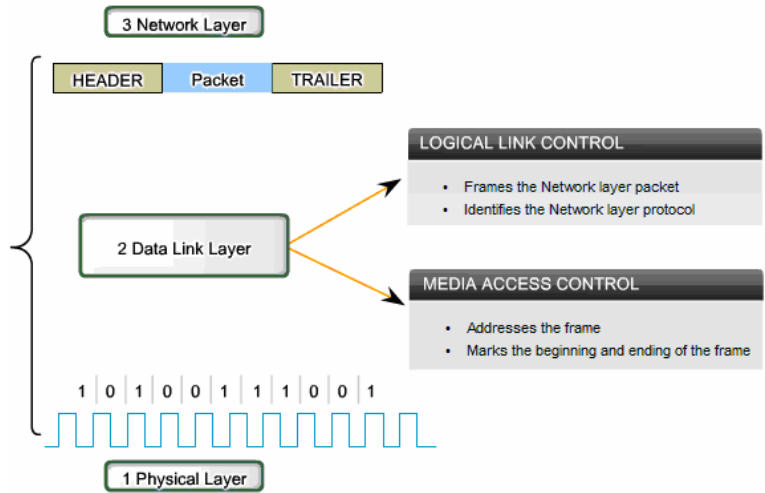 3 Network Layer
HEADER Packet TRAILER
LOGICAL LINK CONTROL
• Frames the Network layer packet
• Identifies the Network layer protocol
2 Data Link Layer
MEDIA ACCESS CONTROL
• Addresses the frame
• Marks the beginning and ending of the frame
1 0 1 0 0 1 1 1 0 0 1
1 Physical Layer